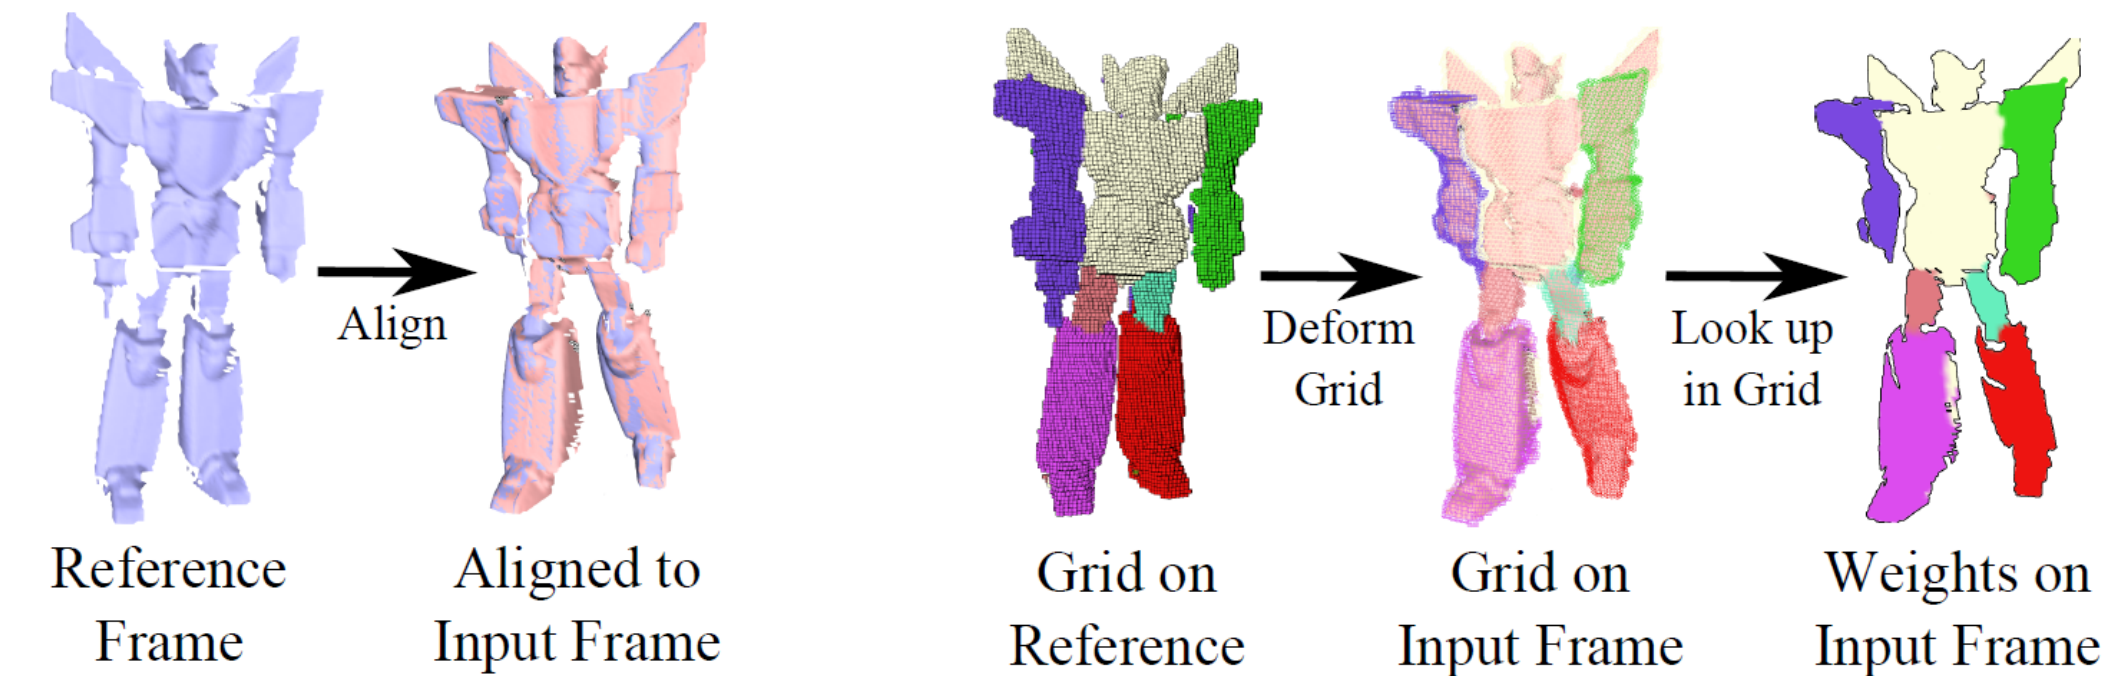 Align
Deform
Grid
Look up
in Grid
Reference
Frame
Aligned to
Input Frame
Grid on
Reference
Grid on
Input Frame
Weights on
Input Frame